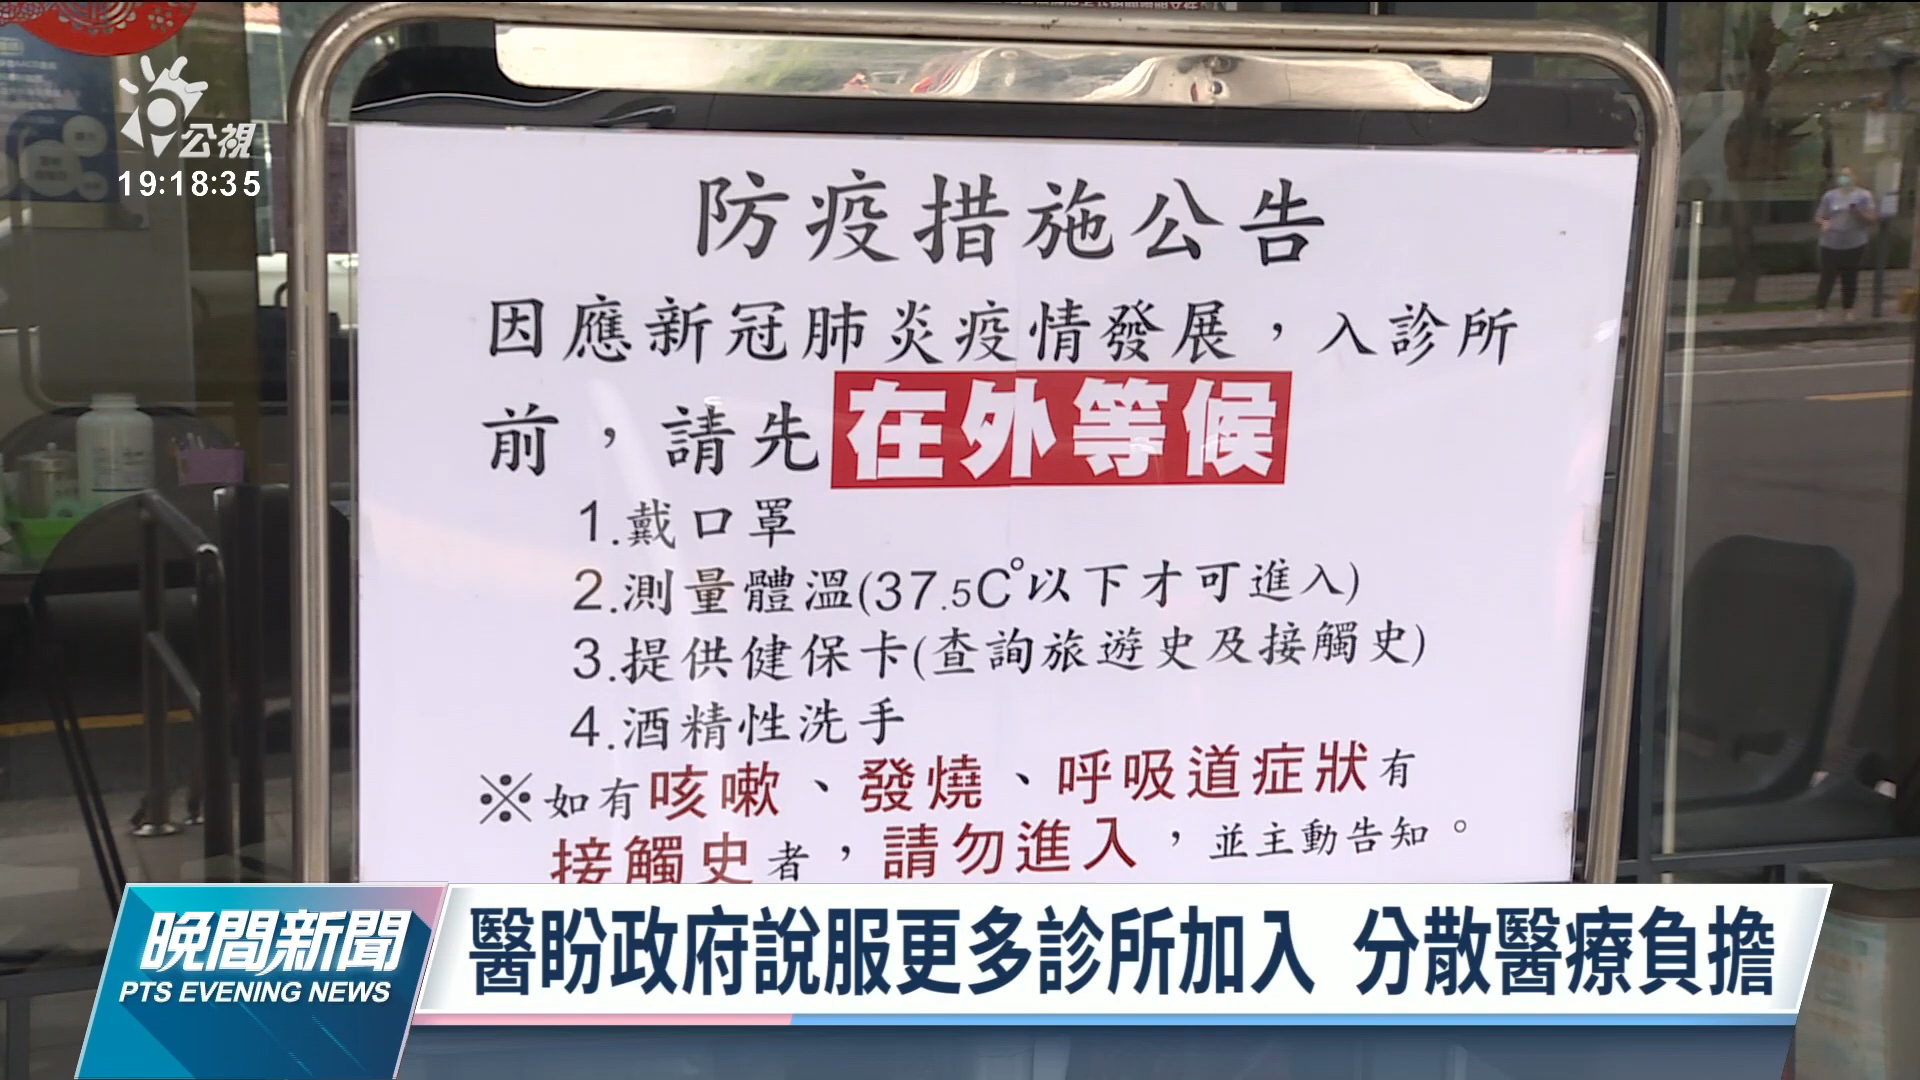 公視
19:18:35
防疫措施公告
因應新冠肺炎疫情發展，入診所
前，請先在外等候
1.戴口罩
2.測量體溫(37.5C°以下才可進入)
3.提供健保卡(查詢旅遊史及接觸史)
4.酒精性洗手
※如有咳嗽、發燒、呼吸道症狀有
接觸史者，請勿進入，並主動告知。
晚間新聞
PTS EVENING NEWS
醫盼政府說服更多診所加入 分散醫療負擔